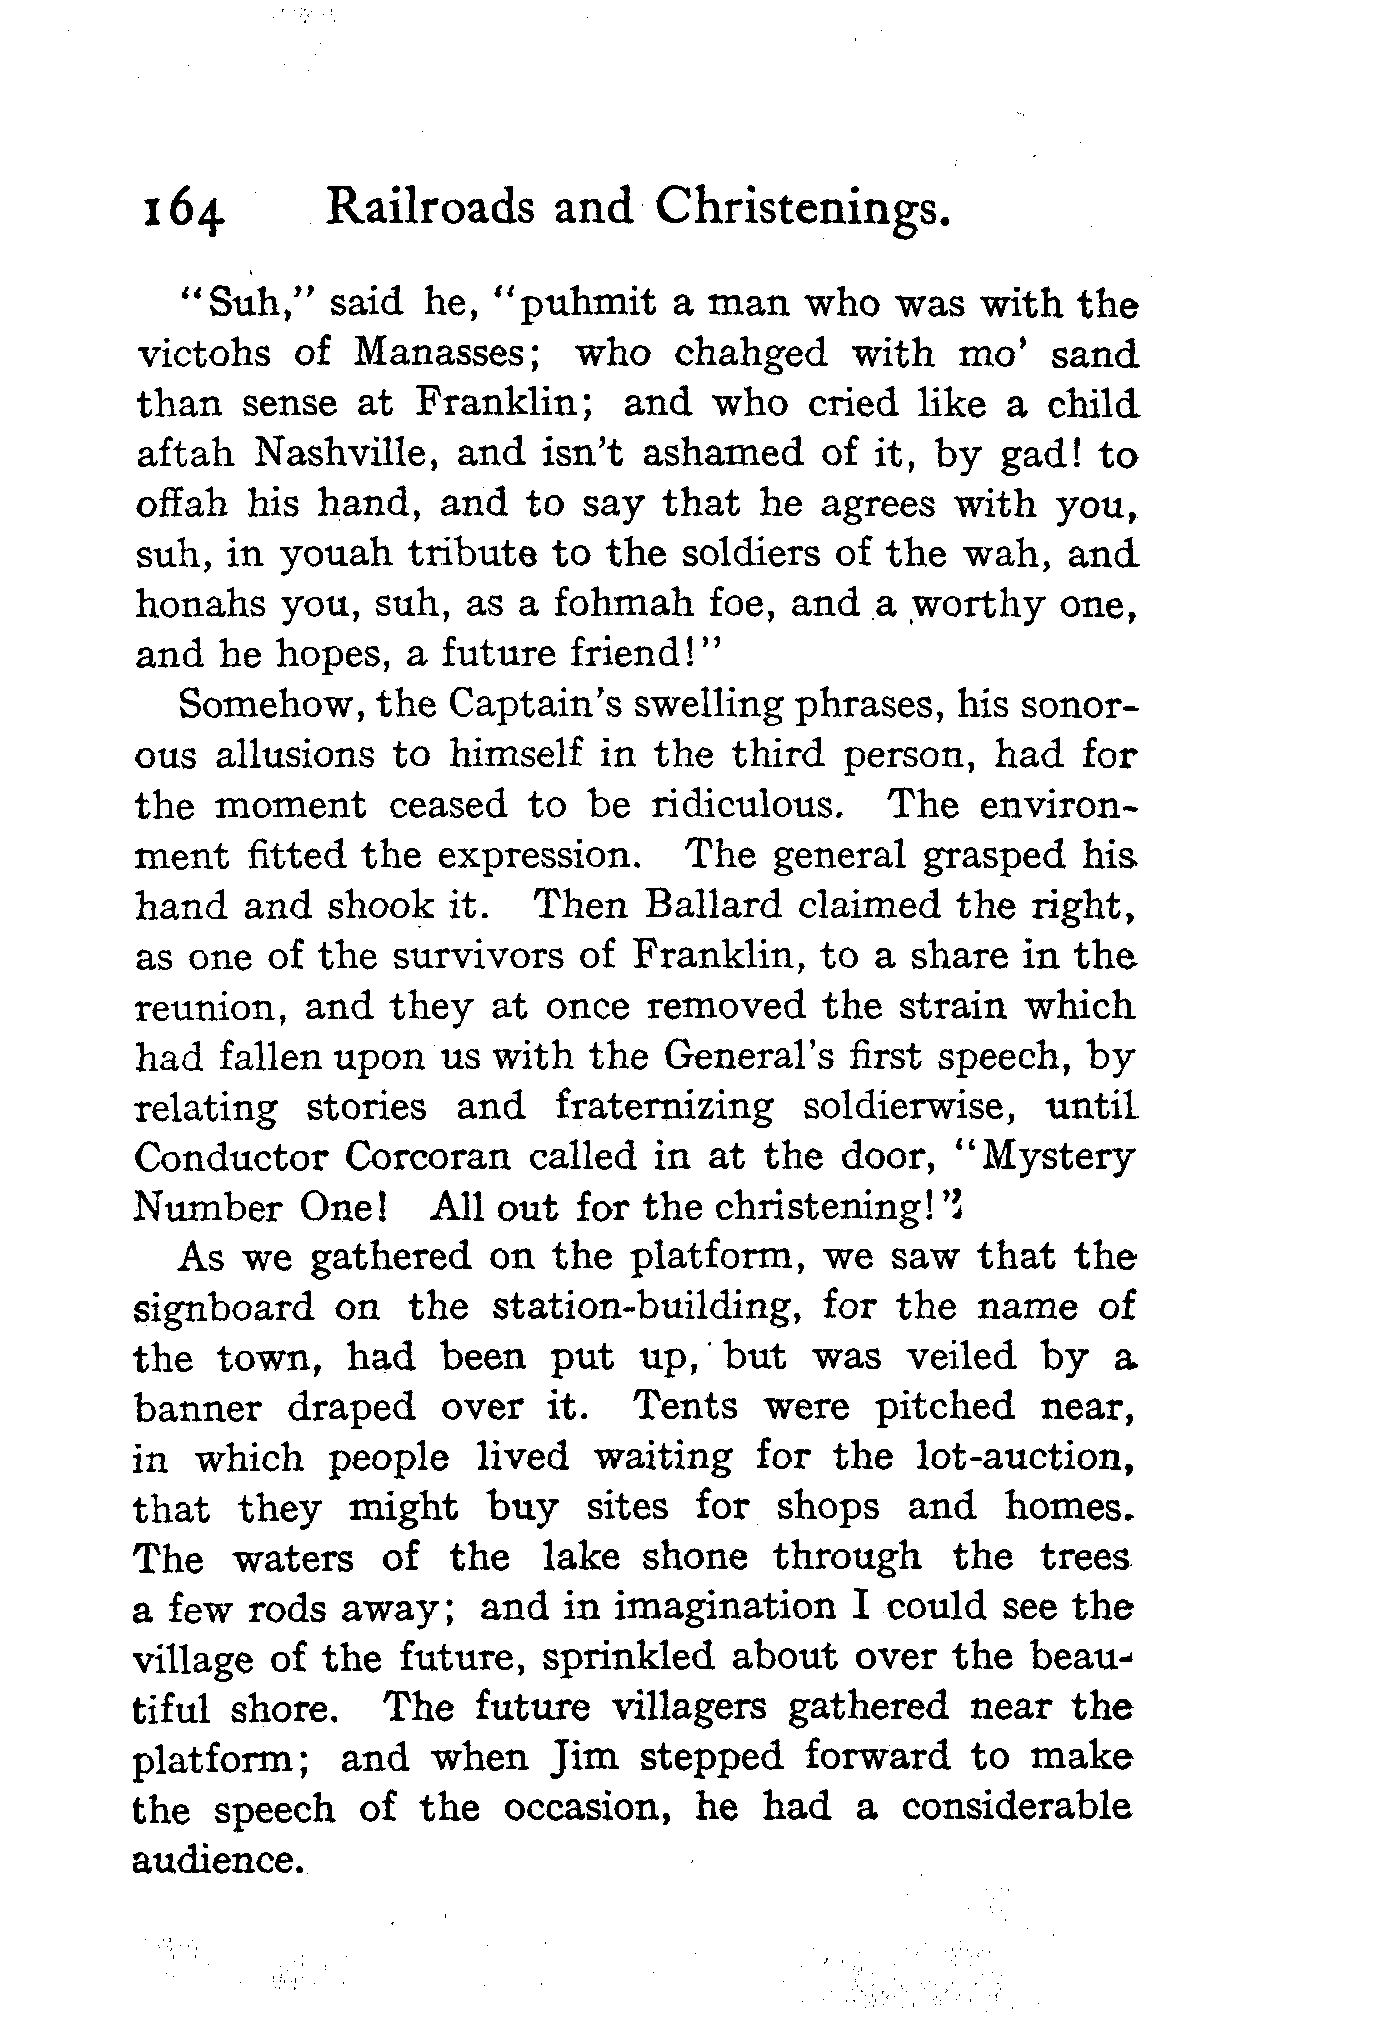 164 Railroads and Christenings.
"Suh," said he, "puhmit a man who was with the
victohs of Manasses; who chahged with mo' sand
than sense at Franklin; and who cried like a child
aftah Nashville, and isn't ashamed of it, by gad! to
offah his hand, and to say that he agrees with you,
suh, in youah tribute to the soldiers of the wah, and
honahs you, suh, as a fohmah foe, and a worthy one,
and he hopes, a future friend!"
Somehow, the Captain's swelling phrases, his sonor-
ous allusions to himself in the third person, had for
the moment ceased to be ridiculous. The environ-
ment fitted the expression. The general grasped his
hand and shook it. Then Ballard claimed the right,
as one of the survivors of Franklin, to a share in the
reunion, and they at once removed the strain which
had fallen upon us with the General's first speech, by
relating stories and fraternizing soldierwise, until
Conductor Corcoran called in at the door, "Mystery
Number One! All out for the christening!"
As we gathered on the platform, we saw that the
signboard on the station-building, for the name of
the town, had been put up, but was veiled by a
banner draped over it. Tents were pitched near,
in which people lived waiting for the lot-auction,
that they might buy sites for shops and homes.
The waters of the lake shone through the trees
a few rods away; and in imagination I could see the
village of the future, sprinkled about over the beau-
tiful shore. The future villagers gathered near the
platform; and when Jim stepped forward to make
the speech of the occasion, he had a considerable
audience.